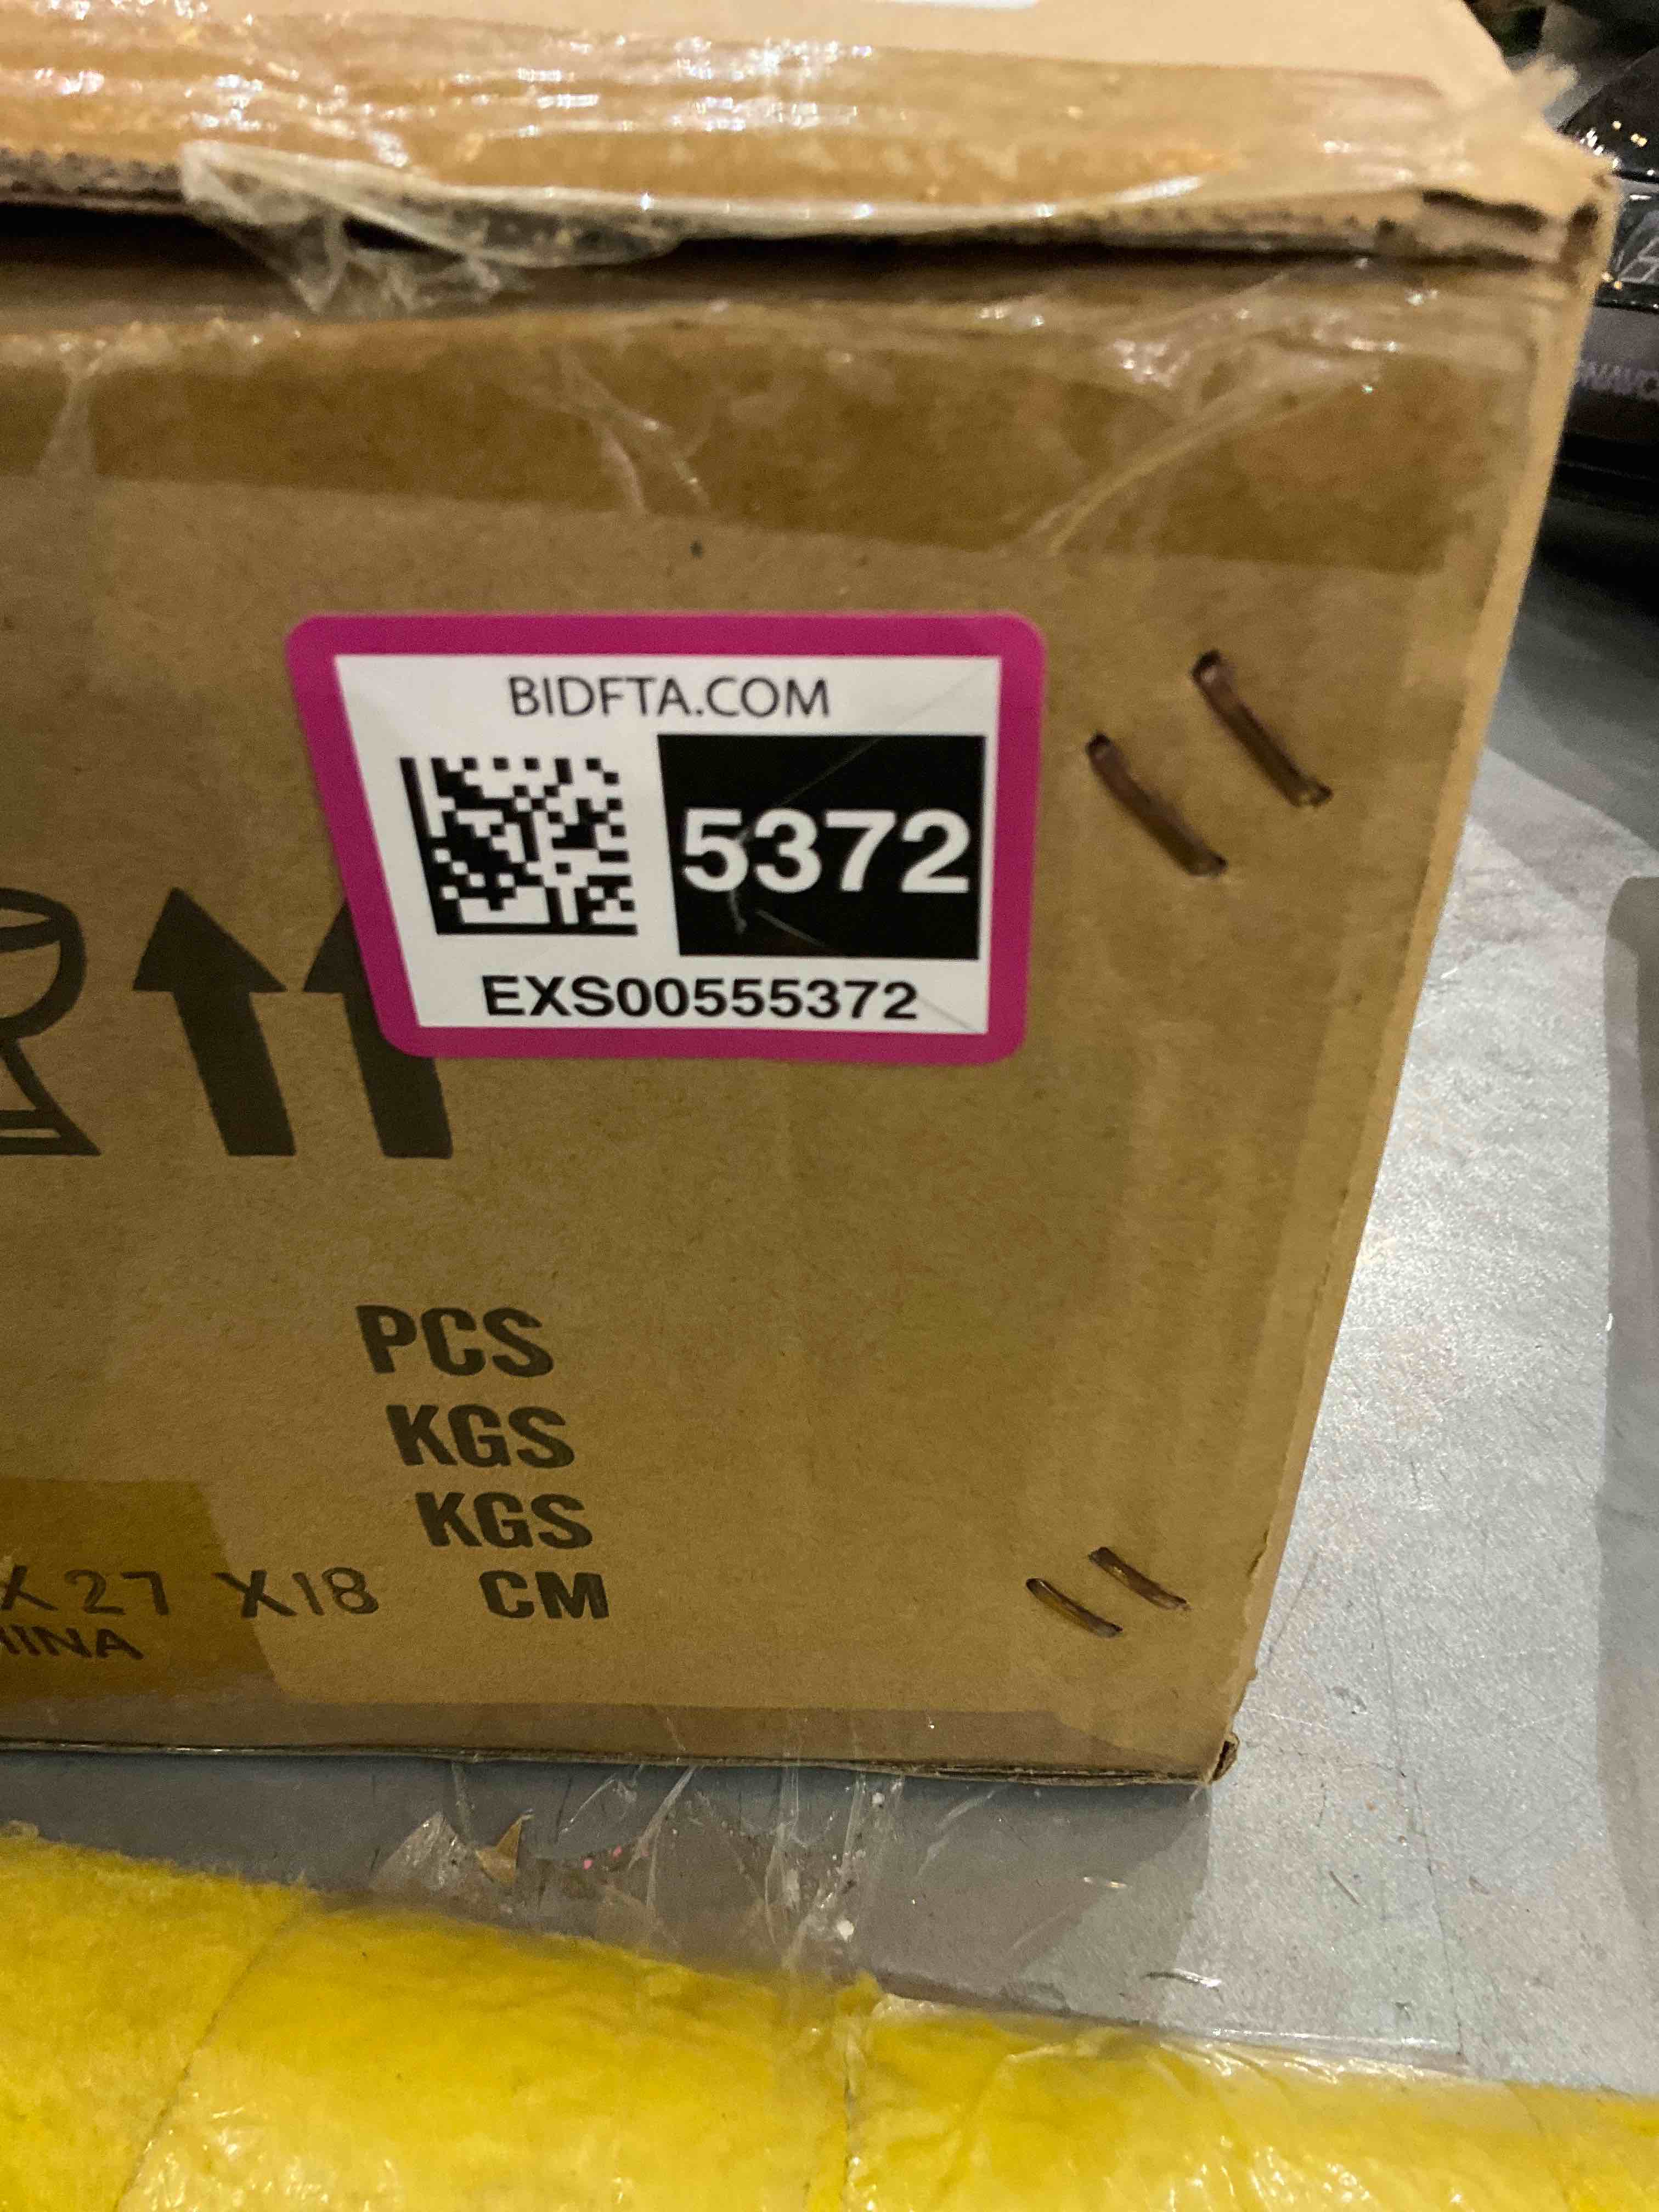 BIDFTA.COM
5372
EXS00555372
PCS
KGS
KGS
X 27 X18 CM